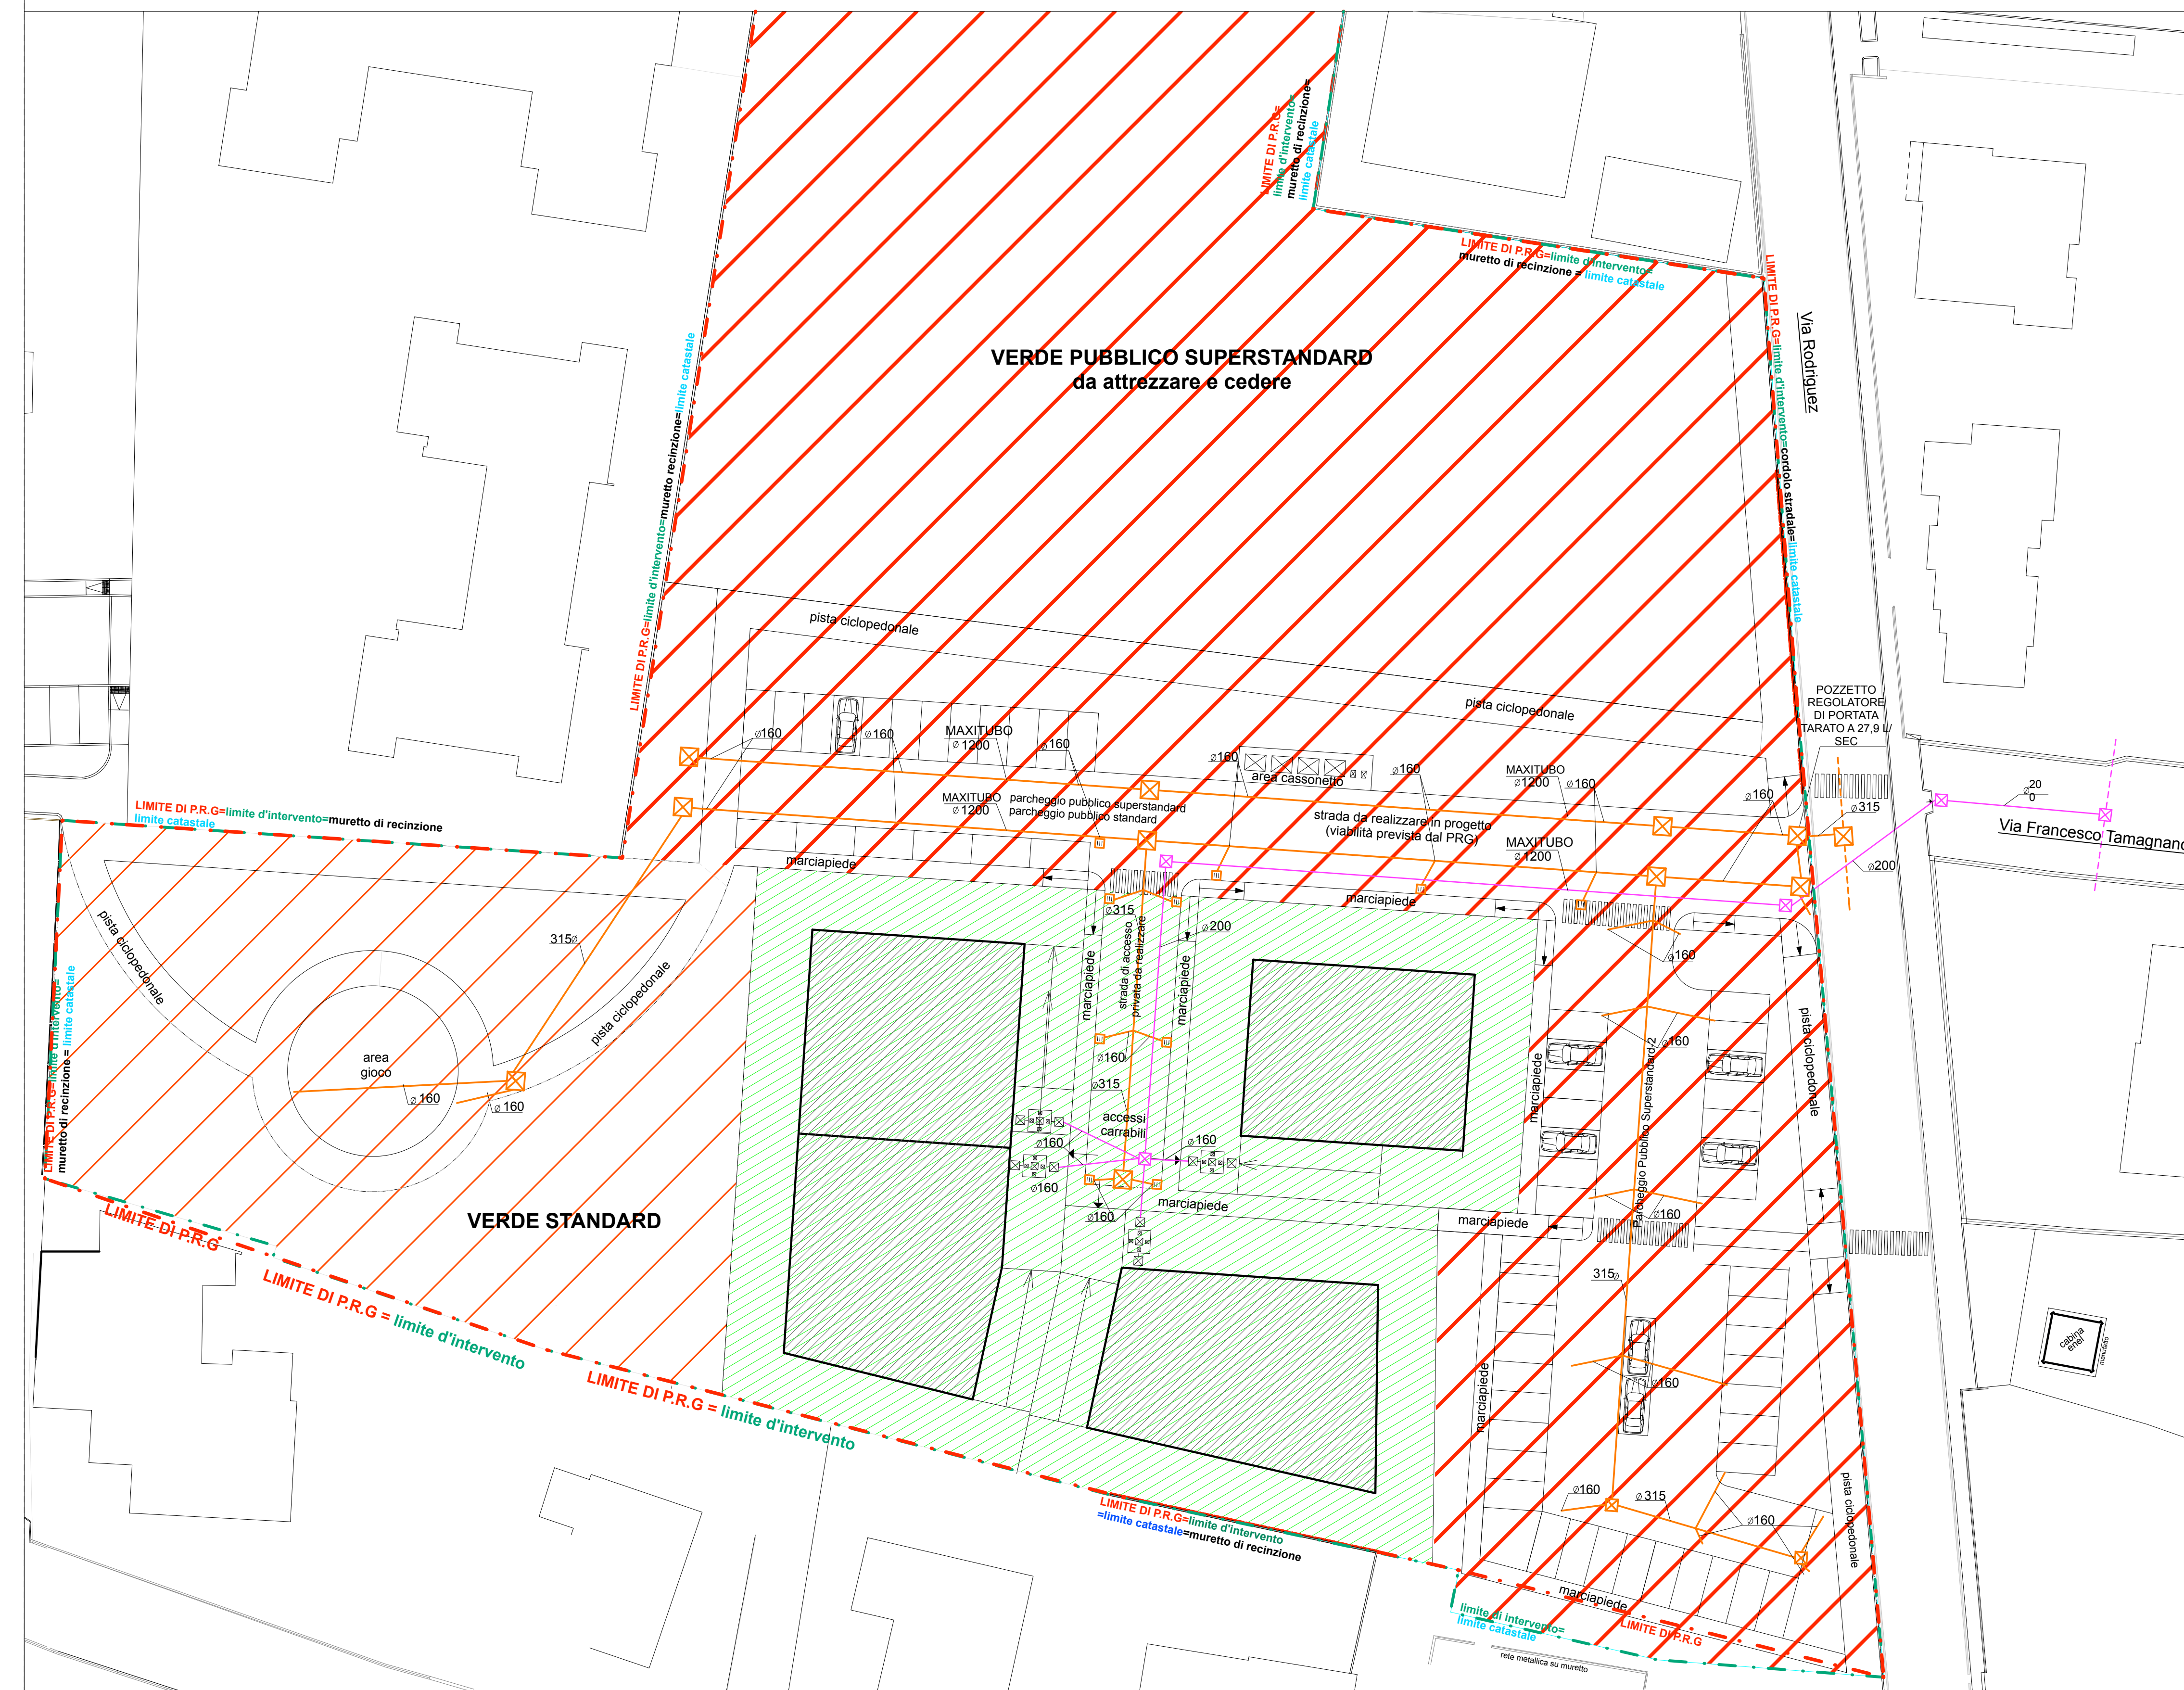 LIMITE DI P.R.G=
limite d'intervento=
muretto di recinzione=
limite catastale
LIMITE DI P.R.G=limite d'intervento=
muretto di recinzione = limite catastale
LIMITE DI P.R.G=limite d'intervento=cordolo stradale=limite catastale
Via Rodriguez
VERDE PUBBLICO SUPERSTANDARD
da attrezzare e cedere
LIMITE DI P.R.G=limite d'intervento=muretto recinzione=limite catastale
pista ciclopedonale
pista ciclopedonale
POZZETTO
REGOLATORE
DI PORTATA
TARATO A 27,9 L/
SEC
ø160
ø160
MAXITUBO
ø1200
ø160
ø160
area cassonetto
ø160
MAXITUBO
ø1200
ø160
ø160
ø315
ø20
0
Via Francesco Tamagnano
ø200
MAXITUBO
ø1200
parcheggio pubblico superstandard
parcheggio pubblico standard
strada da realizzare in progetto
(viabilità prevista dal PRG)
MAXITUBO
ø1200
LIMITE DI P.R.G=limite d'intervento=muretto di recinzione
limite catastale
marciapiede
marciapiede
pista ciclopedonale
315ø
pista ciclopedonale
ø315
ø200
strada di accesso
privata da realizzare
marciapiede
marciapiede
ø160
LIMITE DI P.R.G=limite d'intervento=
muretto di recinzione = limite catastale
area
gioco
ø160
ø160
ø160
ø315
accessi
carrabili
ø160
ø160
ø160
ø160
marciapiede
marciapiede
marciapiede
ø160
Parcheggio Pubblico Superstandard-2
pista ciclopedonale
ø160
315ø
ø160
VERDE STANDARD
LIMITE DI P.R.G
LIMITE DI P.R.G = limite d'intervento
LIMITE DI P.R.G = limite d'intervento
cabina
enel
manufatto
marciapiede
ø160
ø315
ø160
pista ciclopedonale
LIMITE DI P.R.G=limite d'intervento
=limite catastale=muretto di recinzione
marciapiede
limite di intervento=
limite catastale
LIMITE DI P.R.G
rete metallica su muretto